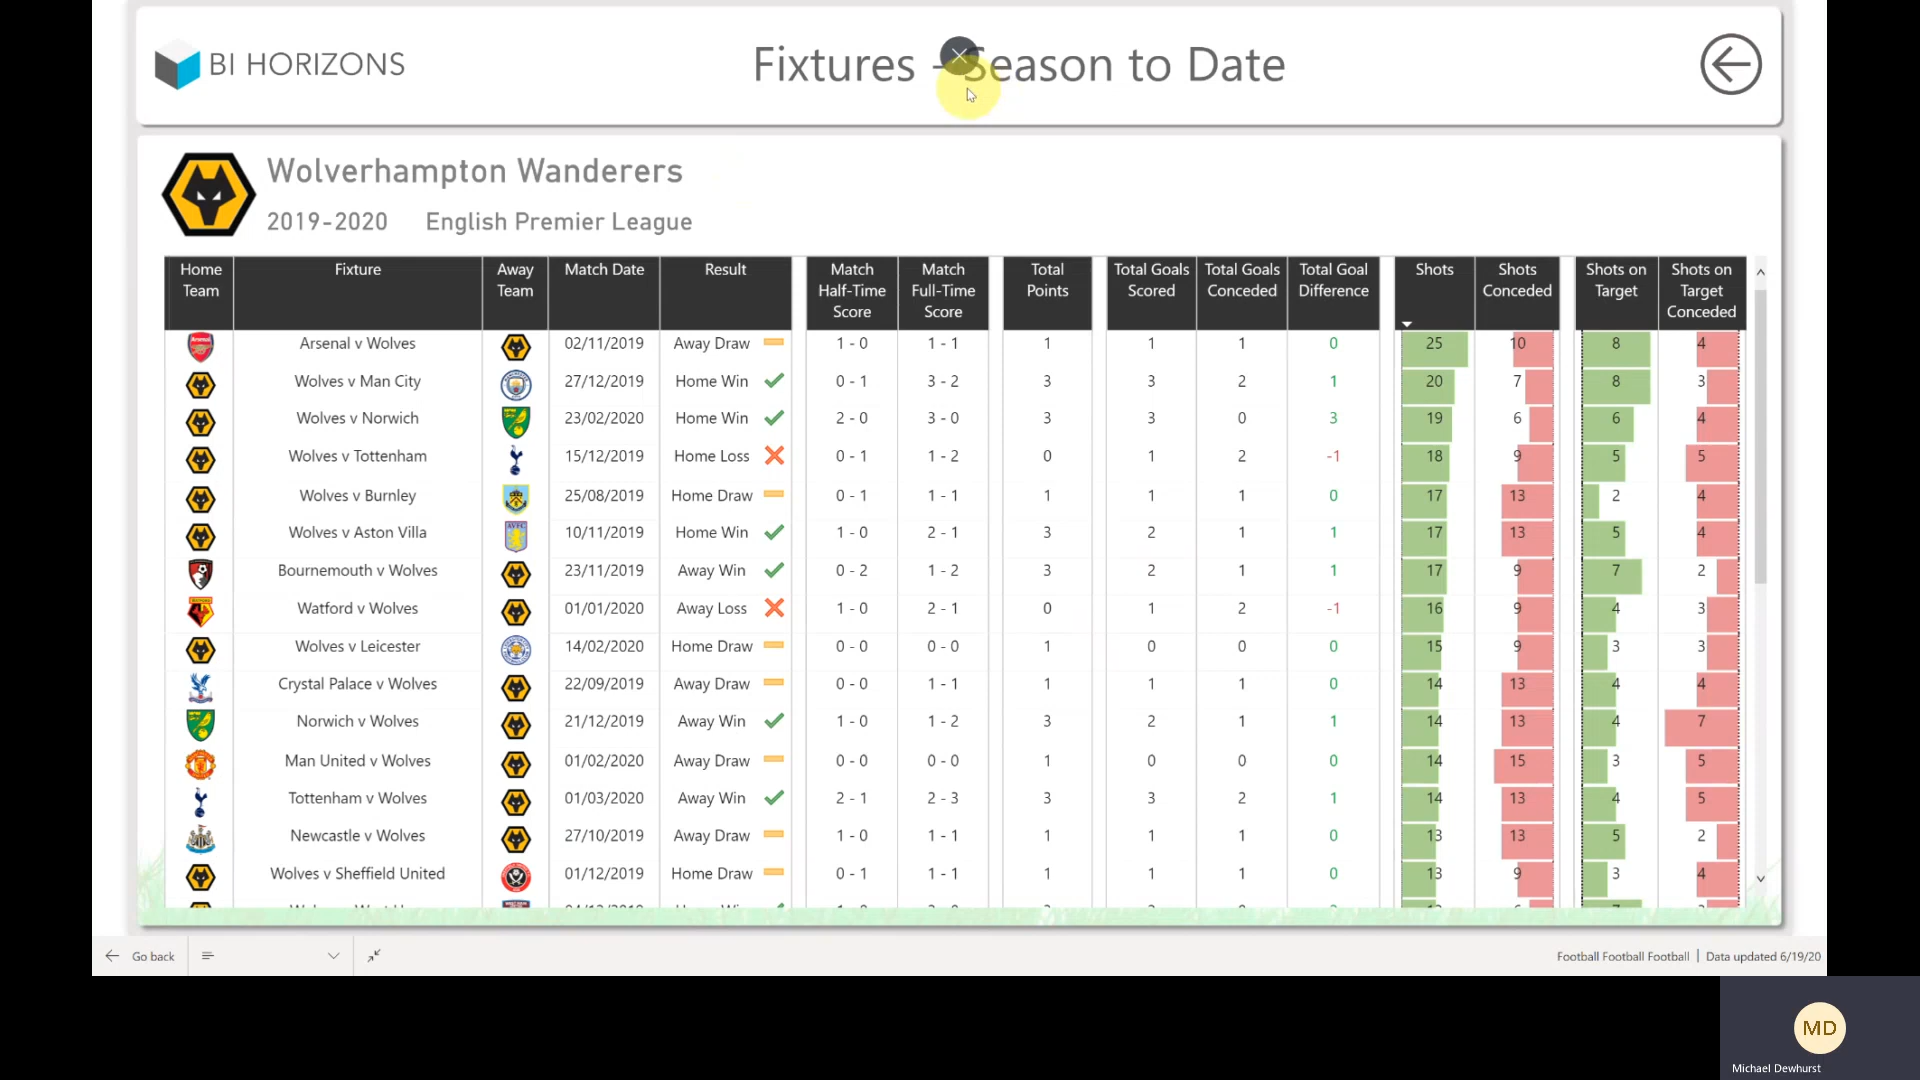 BI HORIZONS
Fixtures - Season to Date
Wolverhampton Wanderers
2019-2020 English Premier League
Home Team Fixture Away Team Match Date Result Match Half-Time Score Match Full-Time Score Total Points Total Goals Scored Total Goals Conceded Total Goal Difference Shots Shots Conceded Shots on Target Shots on Target Conceded
Arsenal v Wolves 02/11/2019 Away Draw 1 - 0 1 - 1 1 1 1 0 25 10 8 4
Wolves v Man City 27/12/2019 Home Win 0 - 1 3 - 2 3 3 2 1 20 7 8 3
Wolves v Norwich 23/02/2020 Home Win 2 - 0 3 - 0 3 3 0 3 19 6 6 4
Wolves v Tottenham 15/12/2019 Home Loss 0 - 1 1 - 2 0 1 2 -1 18 9 5 5
Wolves v Burnley 25/08/2019 Home Draw 0 - 1 1 - 1 1 1 1 0 17 13 2 4
Wolves v Aston Villa 10/11/2019 Home Win 1 - 0 2 - 1 3 2 1 1 17 13 5 4
Bournemouth v Wolves 23/11/2019 Away Win 0 - 2 1 - 2 3 2 1 1 17 9 7 2
Watford v Wolves 01/01/2020 Away Loss 1 - 0 2 - 1 0 1 2 -1 16 9 4 3
Wolves v Leicester 14/02/2020 Home Draw 0 - 0 0 - 0 1 0 0 0 15 9 3 3
Crystal Palace v Wolves 22/09/2019 Away Draw 0 - 0 1 - 1 1 1 1 0 14 13 4 4
Norwich v Wolves 21/12/2019 Away Win 1 - 0 1 - 2 3 2 1 1 14 13 4 7
Man United v Wolves 01/02/2020 Away Draw 0 - 0 0 - 0 1 0 0 0 14 15 3 5
Tottenham v Wolves 01/03/2020 Away Win 2 - 1 2 - 3 3 3 2 1 14 13 4 5
Newcastle v Wolves 27/10/2019 Away Draw 1 - 0 1 - 1 1 1 1 0 13 13 5 2
Wolves v Sheffield United 01/12/2019 Home Draw 0 - 1 1 - 1 1 1 1 0 13 9 3 4
Go back
Football Football Football | Data updated 6/19/20
MD
Michael Dewhurst